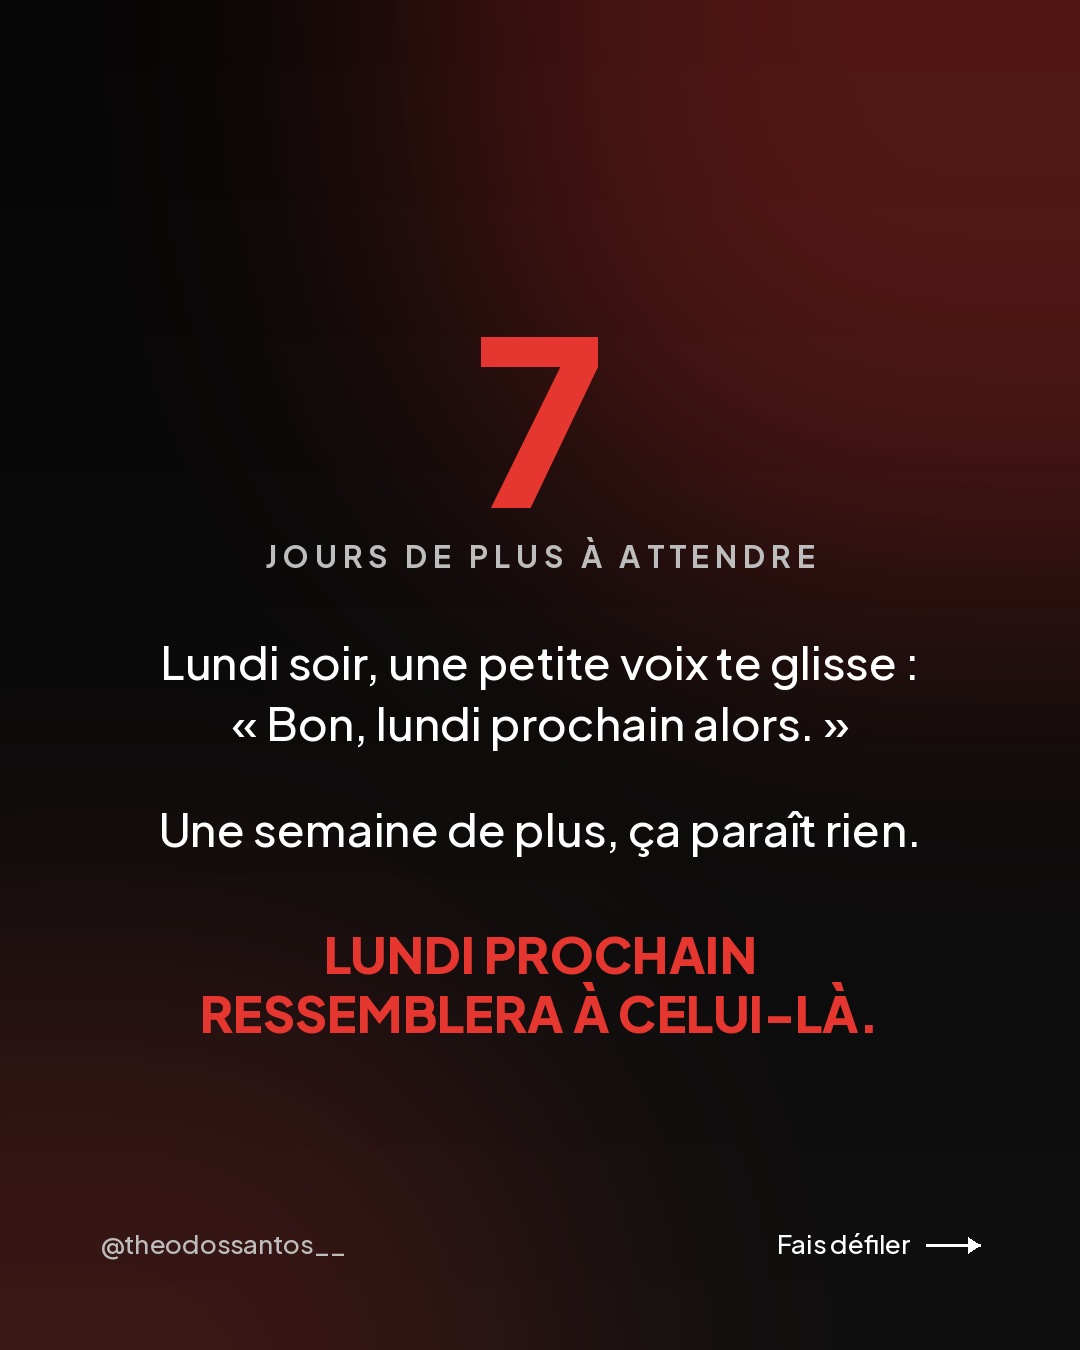 7
JOURS DE PLUS À ATTENDRE
Lundi soir, une petite voix te glisse :
« Bon, lundi prochain alors. »
Une semaine de plus, ça paraît rien.
LUNDI PROCHAIN
RESSEMBLERA À CELUI-LÀ.
@theodossantos__
Fais défiler